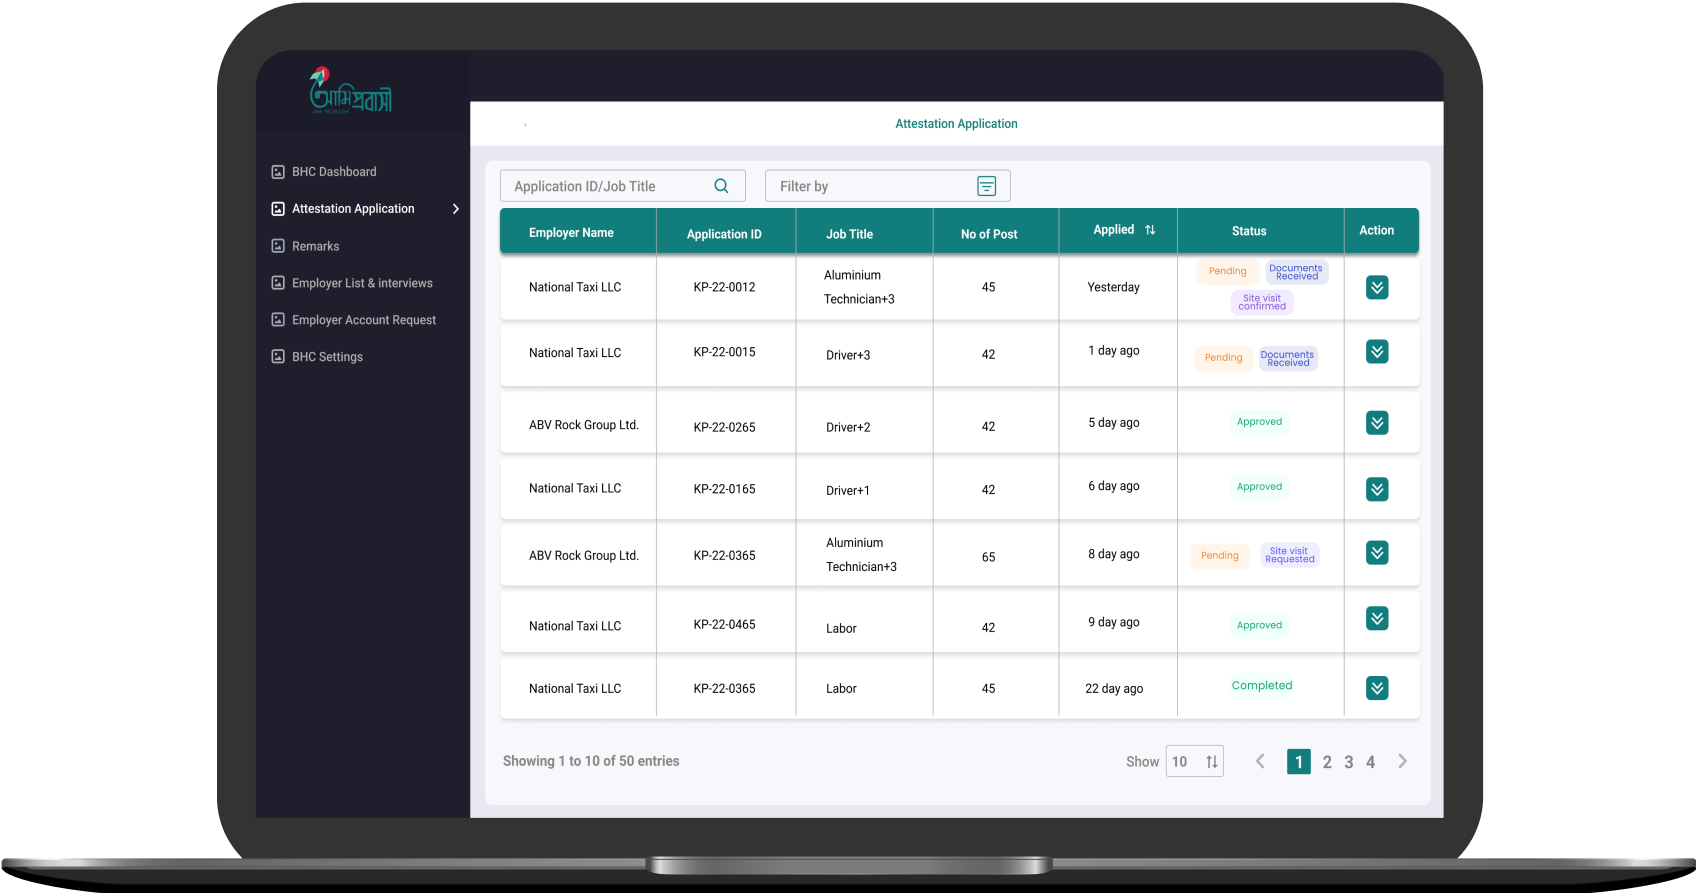 আমি প্রবাসী
AMI PROBASHI
Attestation Application
BHC Dashboard
Attestation Application
Remarks
Employer List & interviews
Employer Account Request
BHC Settings
Application ID/Job Title
Filter by
Employer Name Application ID Job Title No of Post Applied Status Action
National Taxi LLC KP-22-0012 Aluminium Technician+3 45 Yesterday Pending Documents Received Site visit confirmed
National Taxi LLC KP-22-0015 Driver+3 42 1 day ago Pending Documents Received
ABV Rock Group Ltd. KP-22-0265 Driver+2 42 5 day ago Approved
National Taxi LLC KP-22-0165 Driver+1 42 6 day ago Approved
ABV Rock Group Ltd. KP-22-0365 Aluminium Technician+3 65 8 day ago Pending Site visit Requested
National Taxi LLC KP-22-0465 Labor 42 9 day ago Approved
National Taxi LLC KP-22-0365 Labor 45 22 day ago Completed
Showing 1 to 10 of 50 entries
Show 10 1 2 3 4